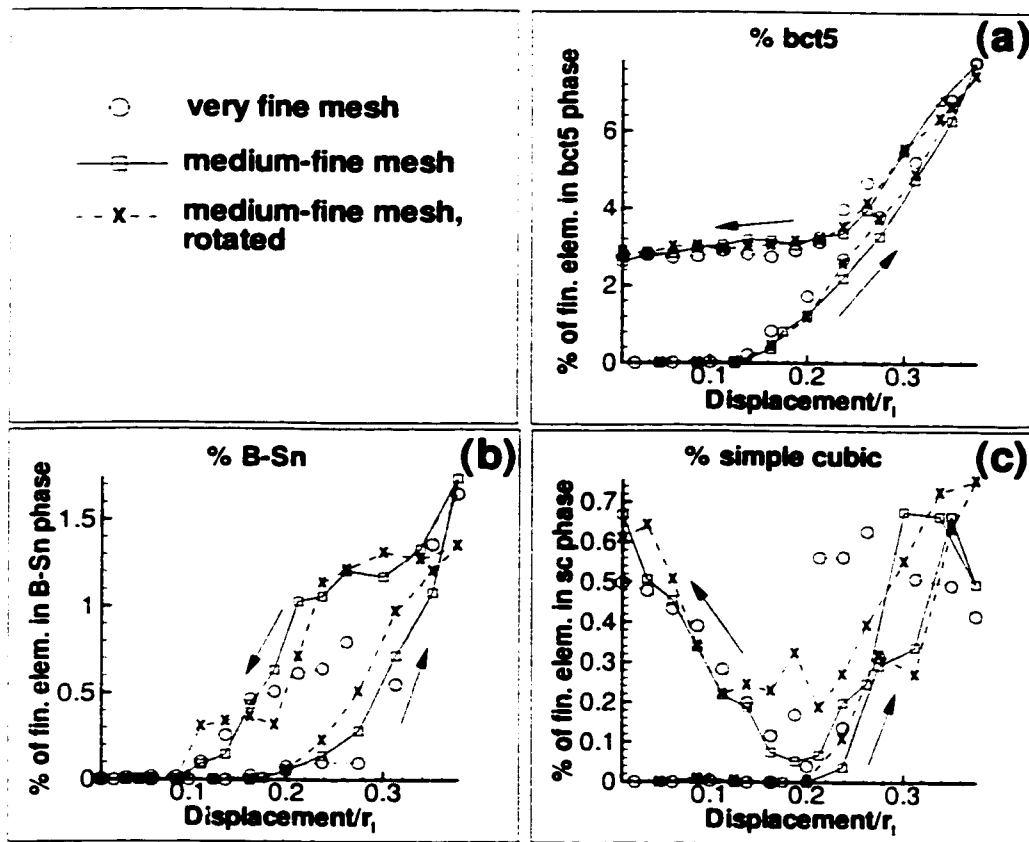 very fine mesh
medium-fine mesh
medium-fine mesh,
rotated
(a)
% bct5
% of fin. elem. in bct5 phase
6
4
2
0
0.1
0.2
0.3
Displacement/rI
(b)
% B-Sn
% of fin. elem. in B-Sn phase
1.5
1
0.5
0
0.1
0.2
0.3
Displacement/rI
(c)
% simple cubic
% of fin. elem. in sc phase
0.7
0.6
0.5
0.4
0.3
0.2
0.1
0
0.1
0.2
0.3
Displacement/rI